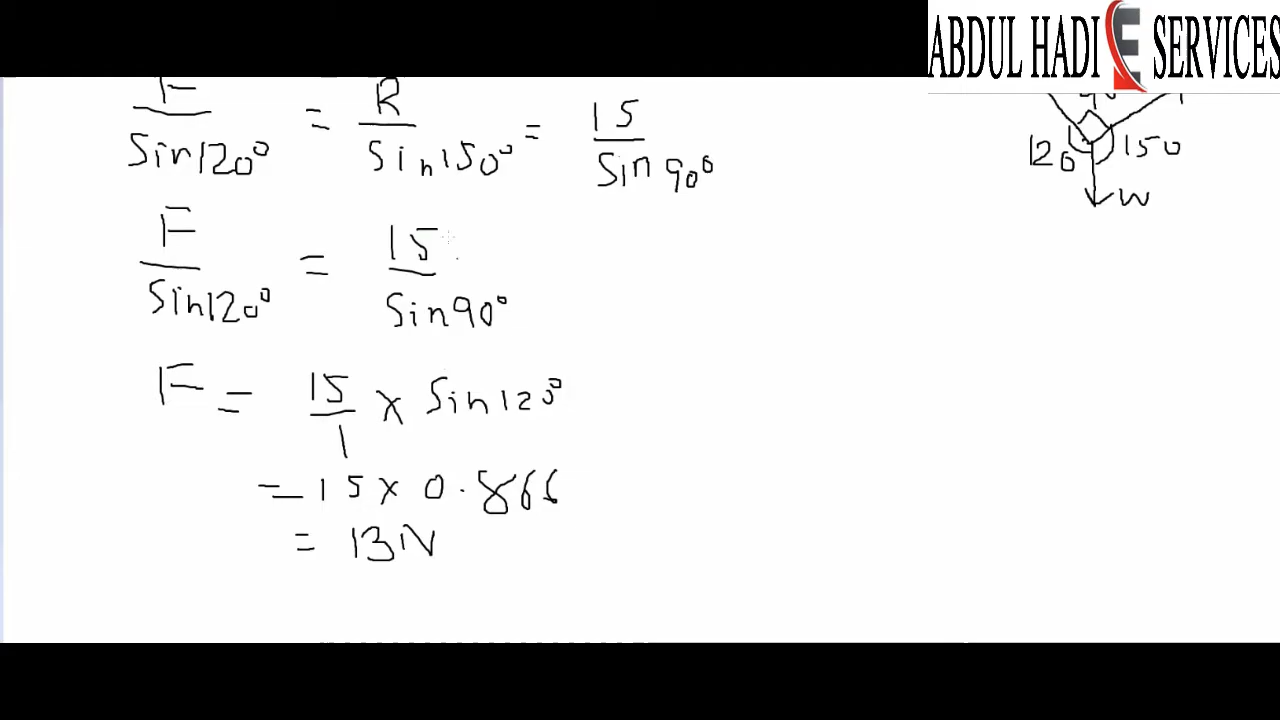 ABDUL HADI E SERVICES
F/Sin120° = R/Sin150° = 15/Sin90°
120 150
W
F/Sin120° = 15/Sin90°
F = 15/1 × Sin120°
= 15 × 0.866
= 13N